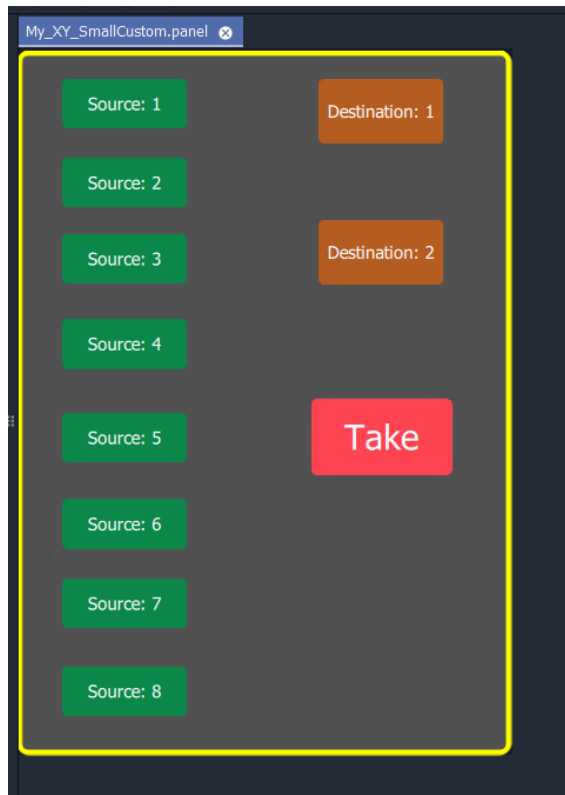 My_XY_SmallCustom.panel
Source: 1
Destination: 1
Source: 2
Destination: 2
Source: 3
Source: 4
Take
Source: 5
Source: 6
Source: 7
Source: 8